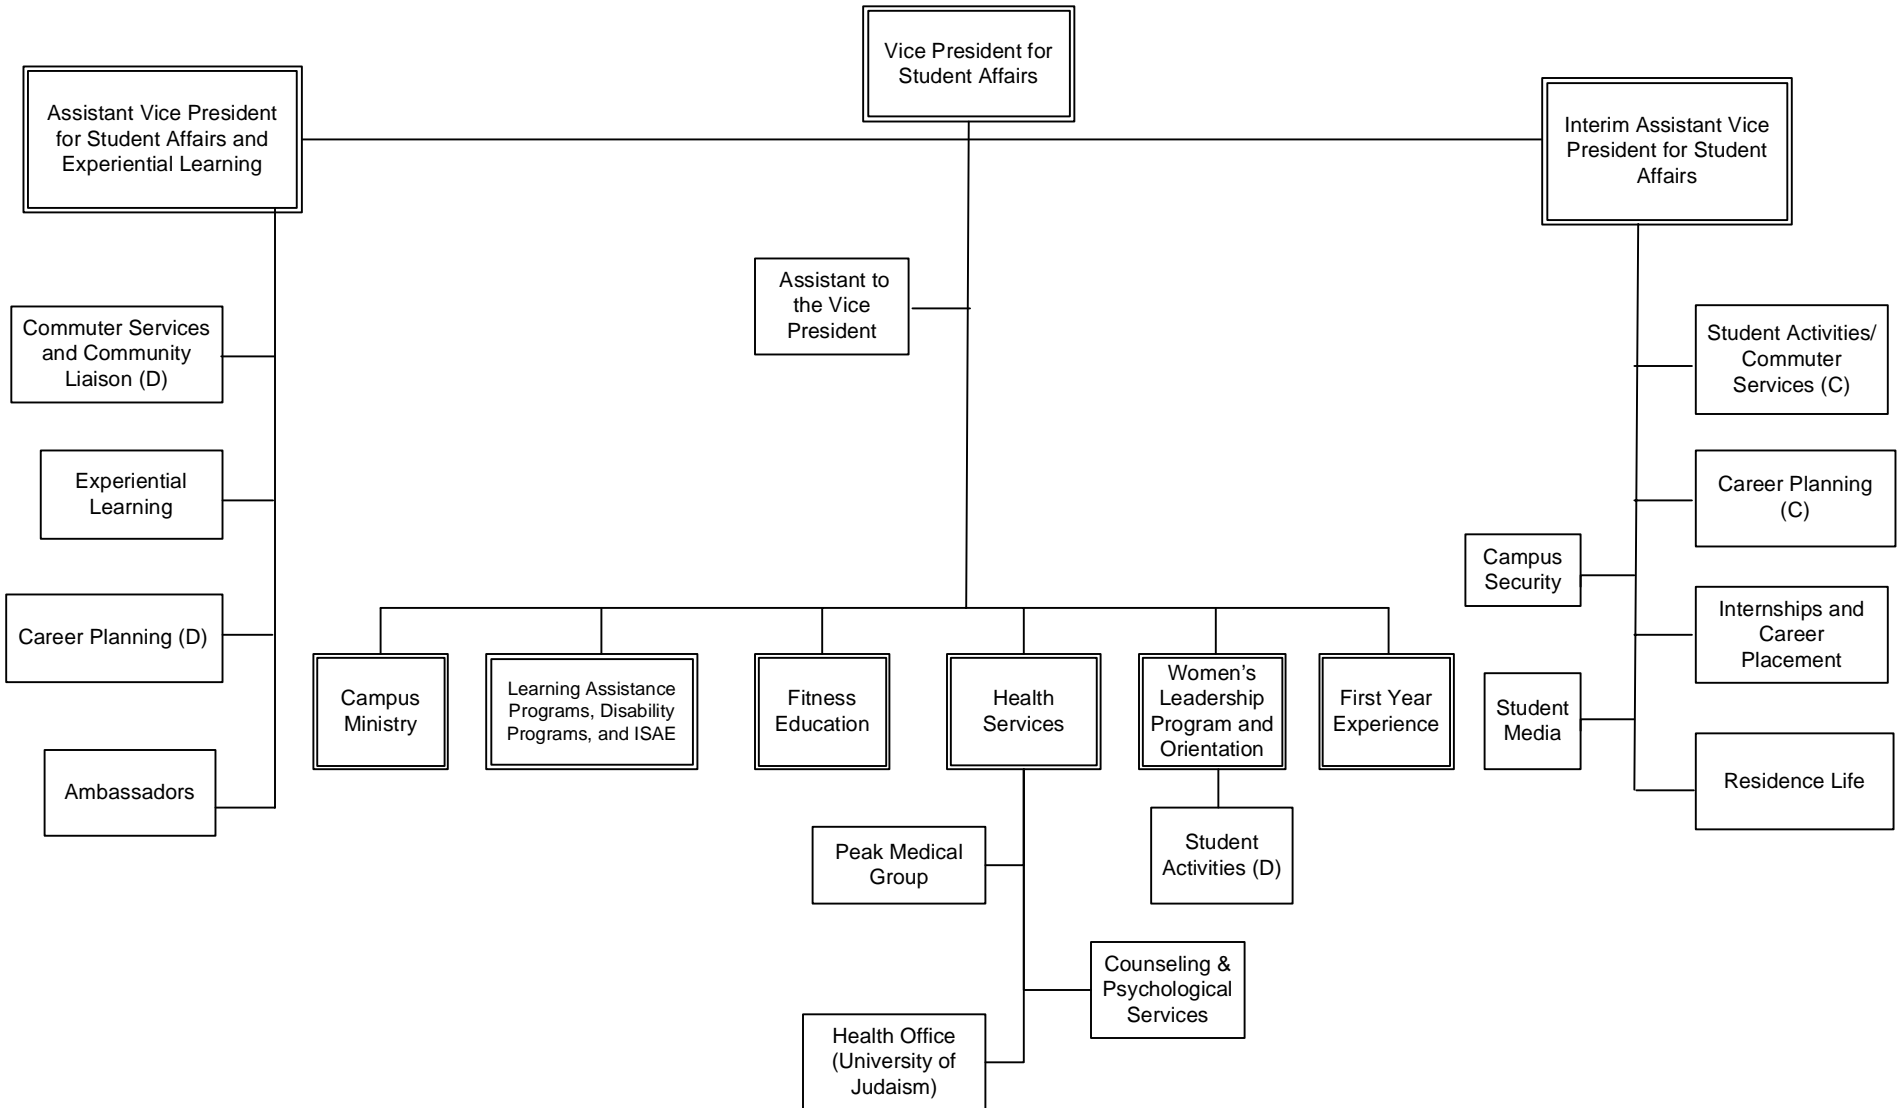 Vice President for
Student Affairs
Assistant Vice President
for Student Affairs and
Experiential Learning
Interim Assistant Vice
President for Student
Affairs
Assistant to
the Vice
President
Commuter Services
and Community
Liaison (D)
Experiential
Learning
Career Planning (D)
Ambassadors
Student Activities/
Commuter
Services (C)
Career Planning
(C)
Campus
Security
Internships and
Career
Placement
Student
Media
Residence Life
Campus
Ministry
Learning Assistance
Programs, Disability
Programs, and ISAE
Fitness
Education
Health
Services
Women’s
Leadership
Program and
Orientation
First Year
Experience
Peak Medical
Group
Student
Activities (D)
Counseling &
Psychological
Services
Health Office
(University of
Judaism)